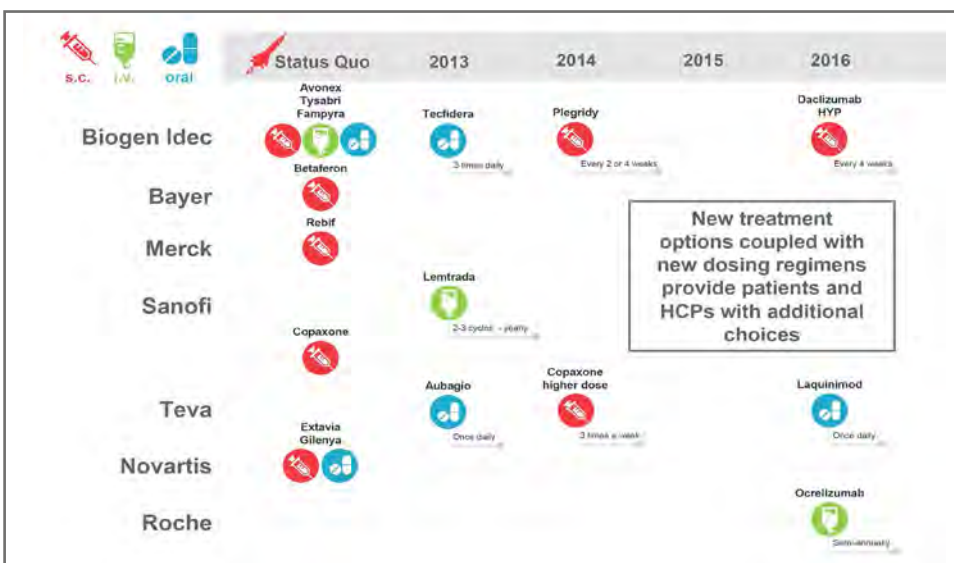 s.c. i.v. oral
Status Quo 2013 2014 2015 2016
Biogen Idec
Avonex
Tysabri
Fampyra
Tecfidera
3 times daily
Plegridy
Every 2 or 4 weeks
Daclizumab
HYP
Every 4 weeks
Bayer
Betaferon
Merck
Rebif
New treatment
options coupled with
new dosing regimens
provide patients and
HCPs with additional
choices
Sanofi
Lemtrada
2-3 cycles - yearly
Copaxone
Teva
Aubagio
Once daily
Copaxone
higher dose
3 times a week
Laquinimod
Once daily
Novartis
Extavia
Gilenya
Roche
Ocrelizumab
Semi-annually